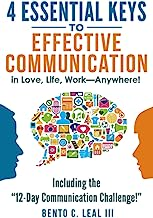 4 ESSENTIAL KEYS
TO
EFFECTIVE
COMMUNICATION
in Love, Life, Work—Anywhere!
Including the
"12-Day Communication Challenge!"
BENTO C. LEAL III